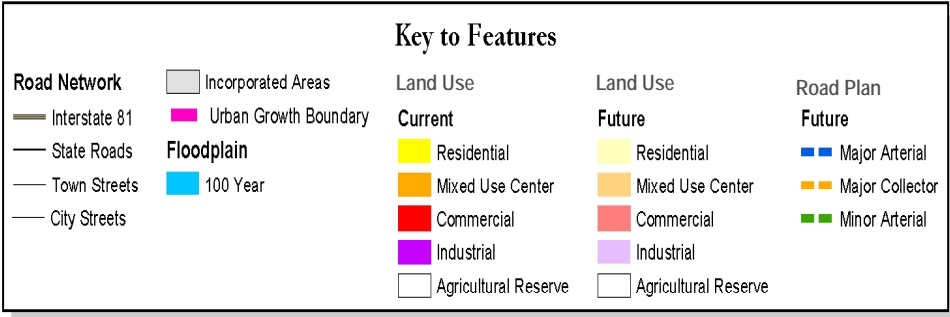 Key to Features
Road Network
Interstate 81
State Roads
Town Streets
City Streets
Incorporated Areas
Urban Growth Boundary
Floodplain
100 Year
Land Use
Current
Residential
Mixed Use Center
Commercial
Industrial
Agricultural Reserve
Land Use
Future
Residential
Mixed Use Center
Commercial
Industrial
Agricultural Reserve
Road Plan
Future
Major Arterial
Major Collector
Minor Arterial